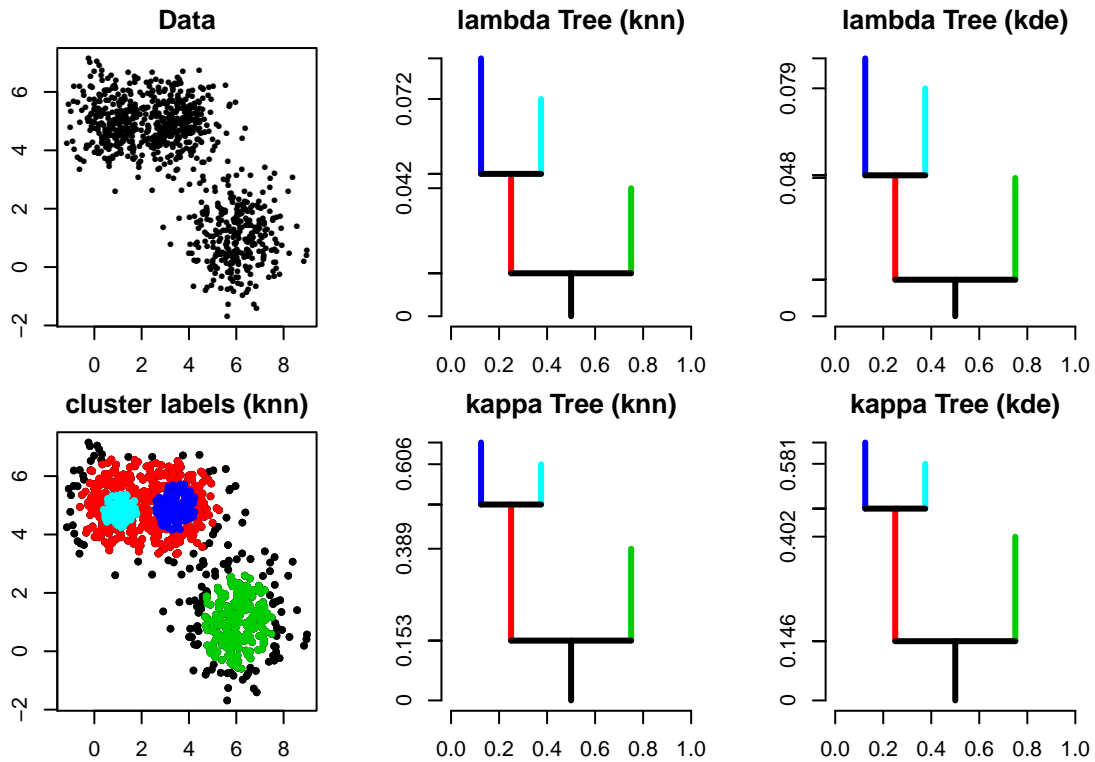 Data
6
4
2
0
−2
0 2 4 6 8
lambda Tree (knn)
0.072
0.042
0
0.0 0.2 0.4 0.6 0.8 1.0
lambda Tree (kde)
0.079
0.048
0
0.0 0.2 0.4 0.6 0.8 1.0
cluster labels (knn)
6
4
2
0
−2
0 2 4 6 8
kappa Tree (knn)
0.606
0.389
0.153
0
0.0 0.2 0.4 0.6 0.8 1.0
kappa Tree (kde)
0.581
0.402
0.146
0
0.0 0.2 0.4 0.6 0.8 1.0